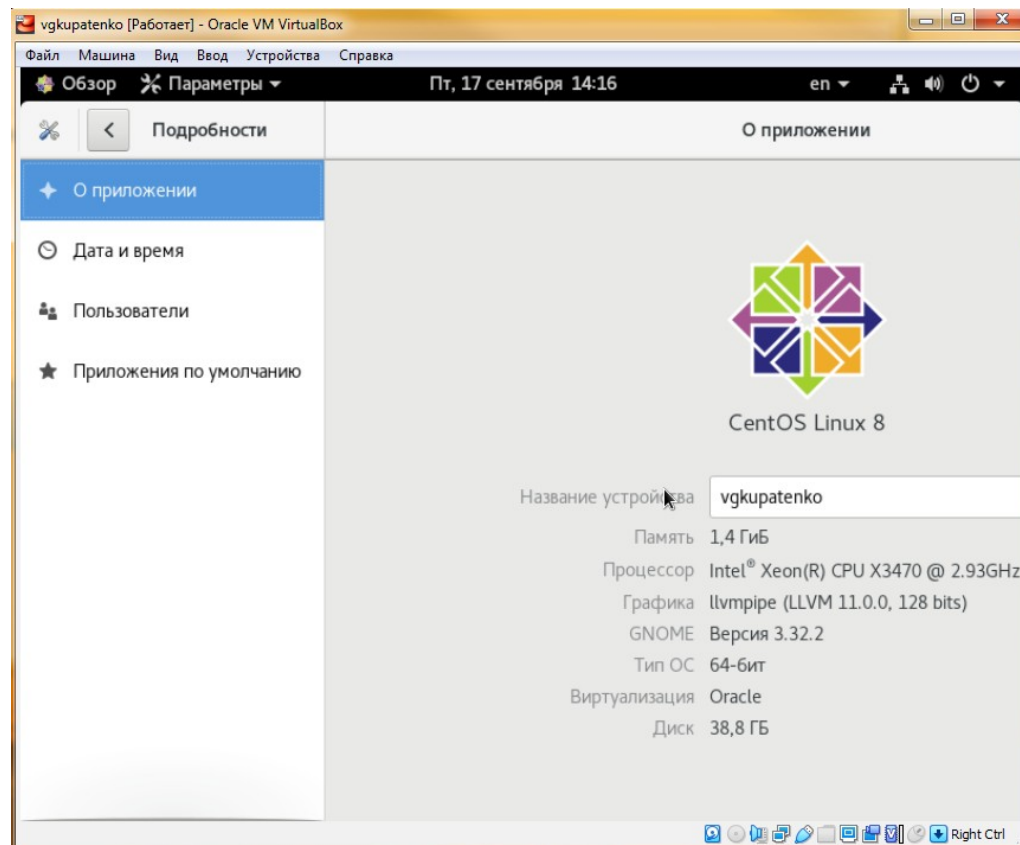 vgkupatenko [Работает] - Oracle VM VirtualBox
Файл Машина Вид Ввод Устройства Справка
Обзор Параметры Пт, 17 сентября 14:16 en
Подробности О приложении
О приложении
Дата и время
Пользователи
Приложения по умолчанию
CentOS Linux 8
Название устройства vgkupatenko
Память 1,4 ГиБ
Процессор Intel® Xeon(R) CPU X3470 @ 2.93GHz
Графика llvmpipe (LLVM 11.0.0, 128 bits)
GNOME Версия 3.32.2
Тип ОС 64-бит
Виртуализация Oracle
Диск 38,8 ГБ
Right Ctrl